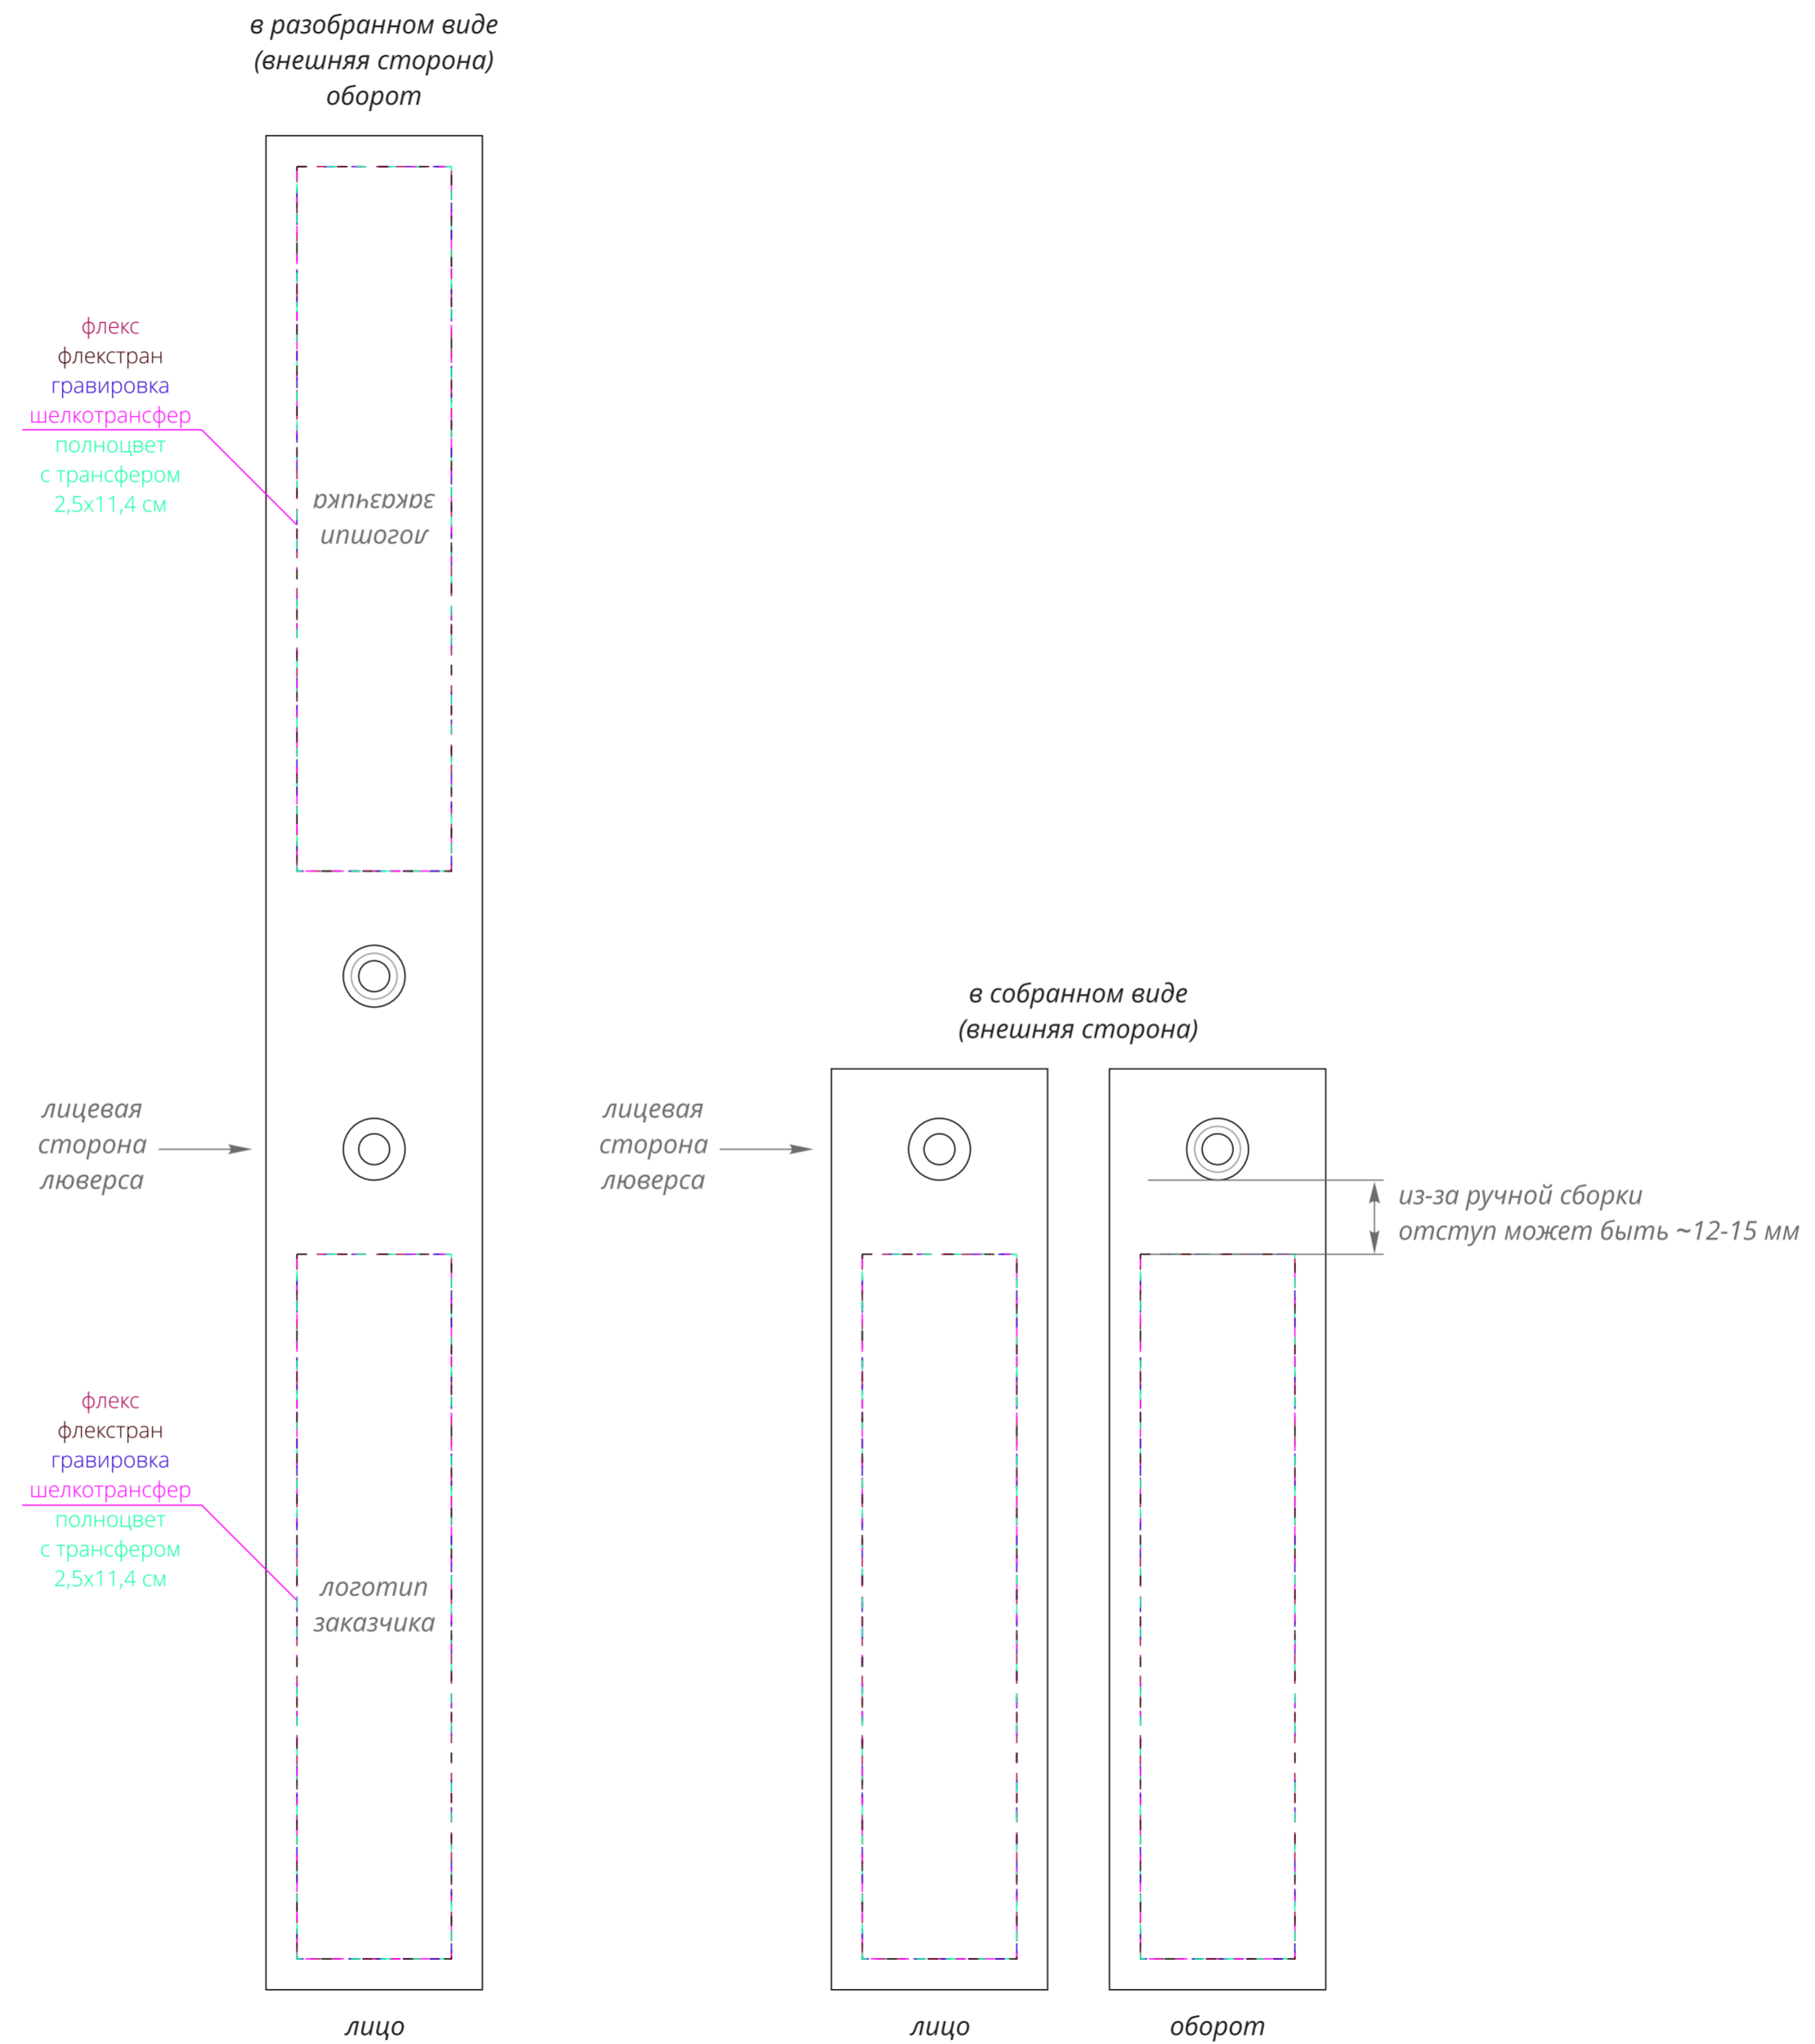 в разобранном виде
(внешняя сторона)
оборот
флекс
флекстран
гравировка
шелкотрансфер
полноцвет
с трансфером
2,5х11,4 см
логотип
заказчика
лицевая
сторона
люверса
флекс
флекстран
гравировка
шелкотрансфер
полноцвет
с трансфером
2,5х11,4 см
логотип
заказчика
лицо
в собранном виде
(внешняя сторона)
лицевая
сторона
люверса
из-за ручной сборки
отступ может быть ~12-15 мм
лицо
оборот